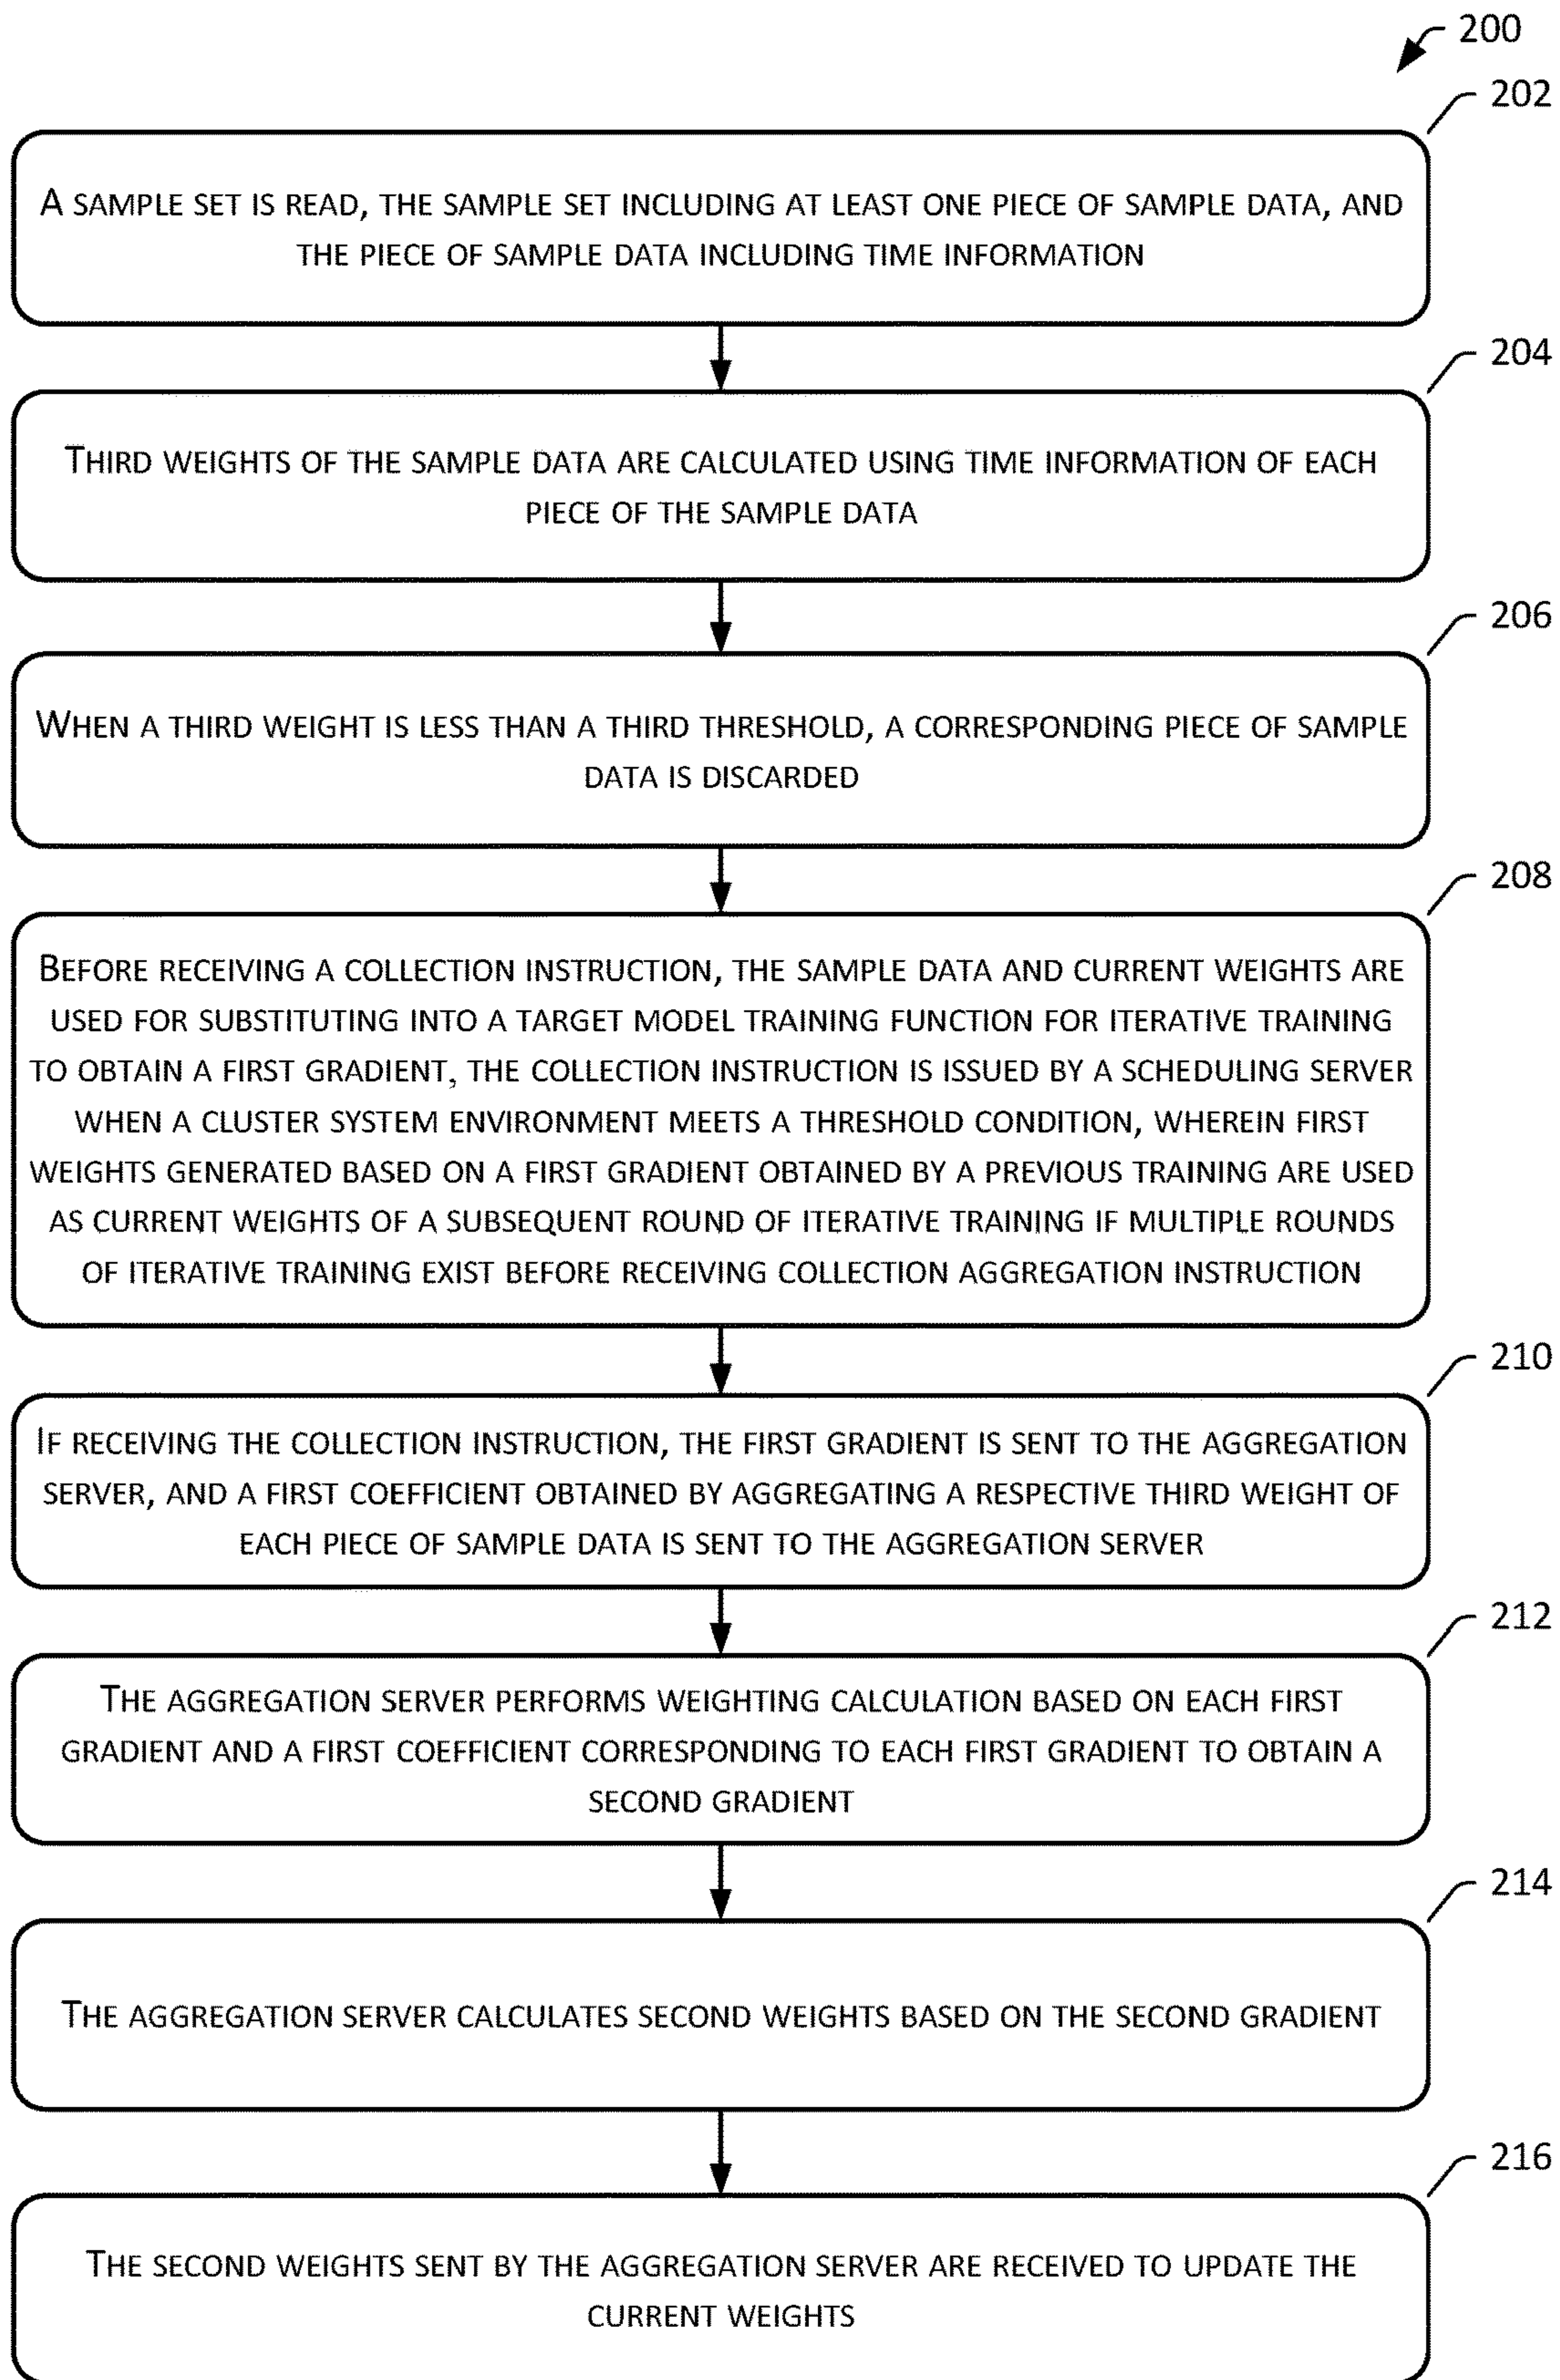 200
202
A SAMPLE SET IS READ, THE SAMPLE SET INCLUDING AT LEAST ONE PIECE OF SAMPLE DATA, AND
THE PIECE OF SAMPLE DATA INCLUDING TIME INFORMATION
204
THIRD WEIGHTS OF THE SAMPLE DATA ARE CALCULATED USING TIME INFORMATION OF EACH
PIECE OF THE SAMPLE DATA
206
WHEN A THIRD WEIGHT IS LESS THAN A THIRD THRESHOLD, A CORRESPONDING PIECE OF SAMPLE
DATA IS DISCARDED
208
BEFORE RECEIVING A COLLECTION INSTRUCTION, THE SAMPLE DATA AND CURRENT WEIGHTS ARE
USED FOR SUBSTITUTING INTO A TARGET MODEL TRAINING FUNCTION FOR ITERATIVE TRAINING
TO OBTAIN A FIRST GRADIENT, THE COLLECTION INSTRUCTION IS ISSUED BY A SCHEDULING SERVER
WHEN A CLUSTER SYSTEM ENVIRONMENT MEETS A THRESHOLD CONDITION, WHEREIN FIRST
WEIGHTS GENERATED BASED ON A FIRST GRADIENT OBTAINED BY A PREVIOUS TRAINING ARE USED
AS CURRENT WEIGHTS OF A SUBSEQUENT ROUND OF ITERATIVE TRAINING IF MULTIPLE ROUNDS
OF ITERATIVE TRAINING EXIST BEFORE RECEIVING COLLECTION AGGREGATION INSTRUCTION
210
IF RECEIVING THE COLLECTION INSTRUCTION, THE FIRST GRADIENT IS SENT TO THE AGGREGATION
SERVER, AND A FIRST COEFFICIENT OBTAINED BY AGGREGATING A RESPECTIVE THIRD WEIGHT OF
EACH PIECE OF SAMPLE DATA IS SENT TO THE AGGREGATION SERVER
212
THE AGGREGATION SERVER PERFORMS WEIGHTING CALCULATION BASED ON EACH FIRST
GRADIENT AND A FIRST COEFFICIENT CORRESPONDING TO EACH FIRST GRADIENT TO OBTAIN A
SECOND GRADIENT
214
THE AGGREGATION SERVER CALCULATES SECOND WEIGHTS BASED ON THE SECOND GRADIENT
216
THE SECOND WEIGHTS SENT BY THE AGGREGATION SERVER ARE RECEIVED TO UPDATE THE
CURRENT WEIGHTS